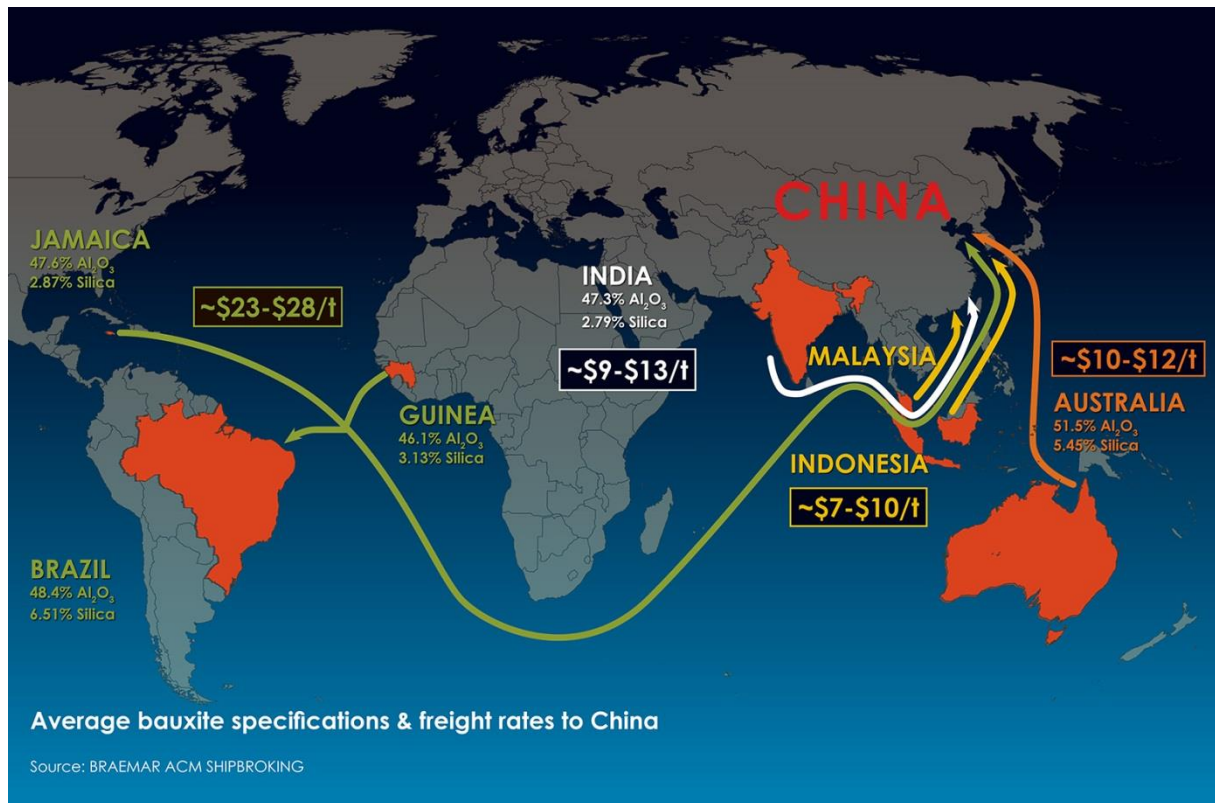 CHINA
JAMAICA
47.6% Al₂O₃
2.87% Silica
~$23-$28/t
INDIA
47.3% Al₂O₃
2.79% Silica
~$9-$13/t
MALAYSIA
~$10-$12/t
AUSTRALIA
51.5% Al₂O₃
5.45% Silica
GUINEA
46.1% Al₂O₃
3.13% Silica
INDONESIA
~$7-$10/t
BRAZIL
48.4% Al₂O₃
6.51% Silica
Average bauxite specifications & freight rates to China
Source: BRAEMAR ACM SHIPBROKING